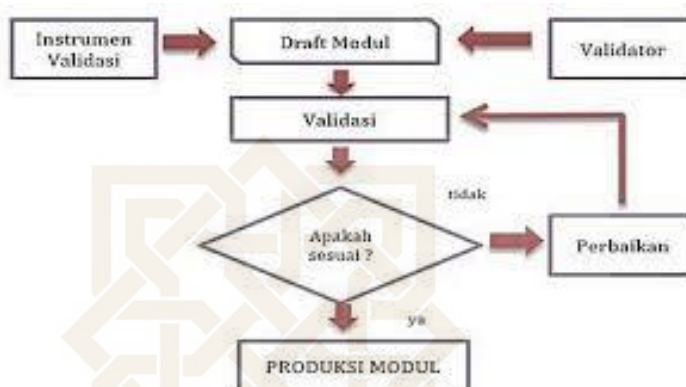 Instrumen
Validasi
Draft Modul
Validator
Validasi
tidak
Apakah
sesuai ?
Perbaikan
ya
PRODUKSI MODUL